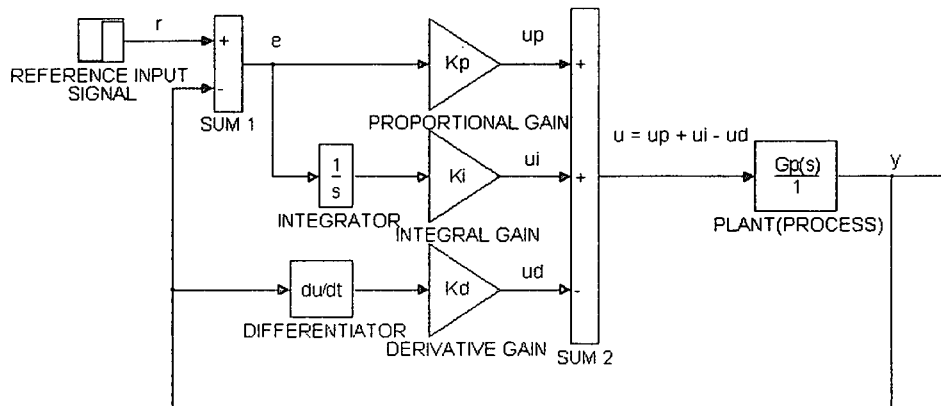 r
+
REFERENCE INPUT
SIGNAL
-
SUM 1
e
Kp
up
+
PROPORTIONAL GAIN
1
s
INTEGRATOR
Ki
ui
+
INTEGRAL GAIN
du/dt
DIFFERENTIATOR
Kd
ud
-
DERIVATIVE GAIN
SUM 2
u = up + ui - ud
Gp(s)
1
PLANT(PROCESS)
y